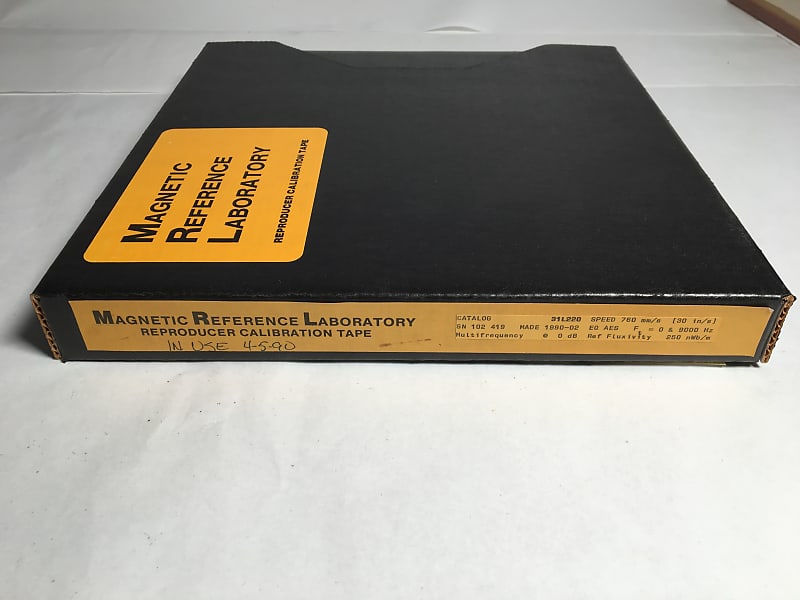 MAGNETIC
REFERENCE
LABORATORY
REPRODUCER CALIBRATION TAPE
MAGNETIC REFERENCE LABORATORY
REPRODUCER CALIBRATION TAPE
IN USE 4-5-90
CATALOG 31L220 SPEED 760 mm/s [30 in/s]
SN 102 419 MADE 1990-02 EQ AES F = 0 & 8000 Hz
Multifrequency @ 0 dB Ref Fluxivity 250 nWb/m